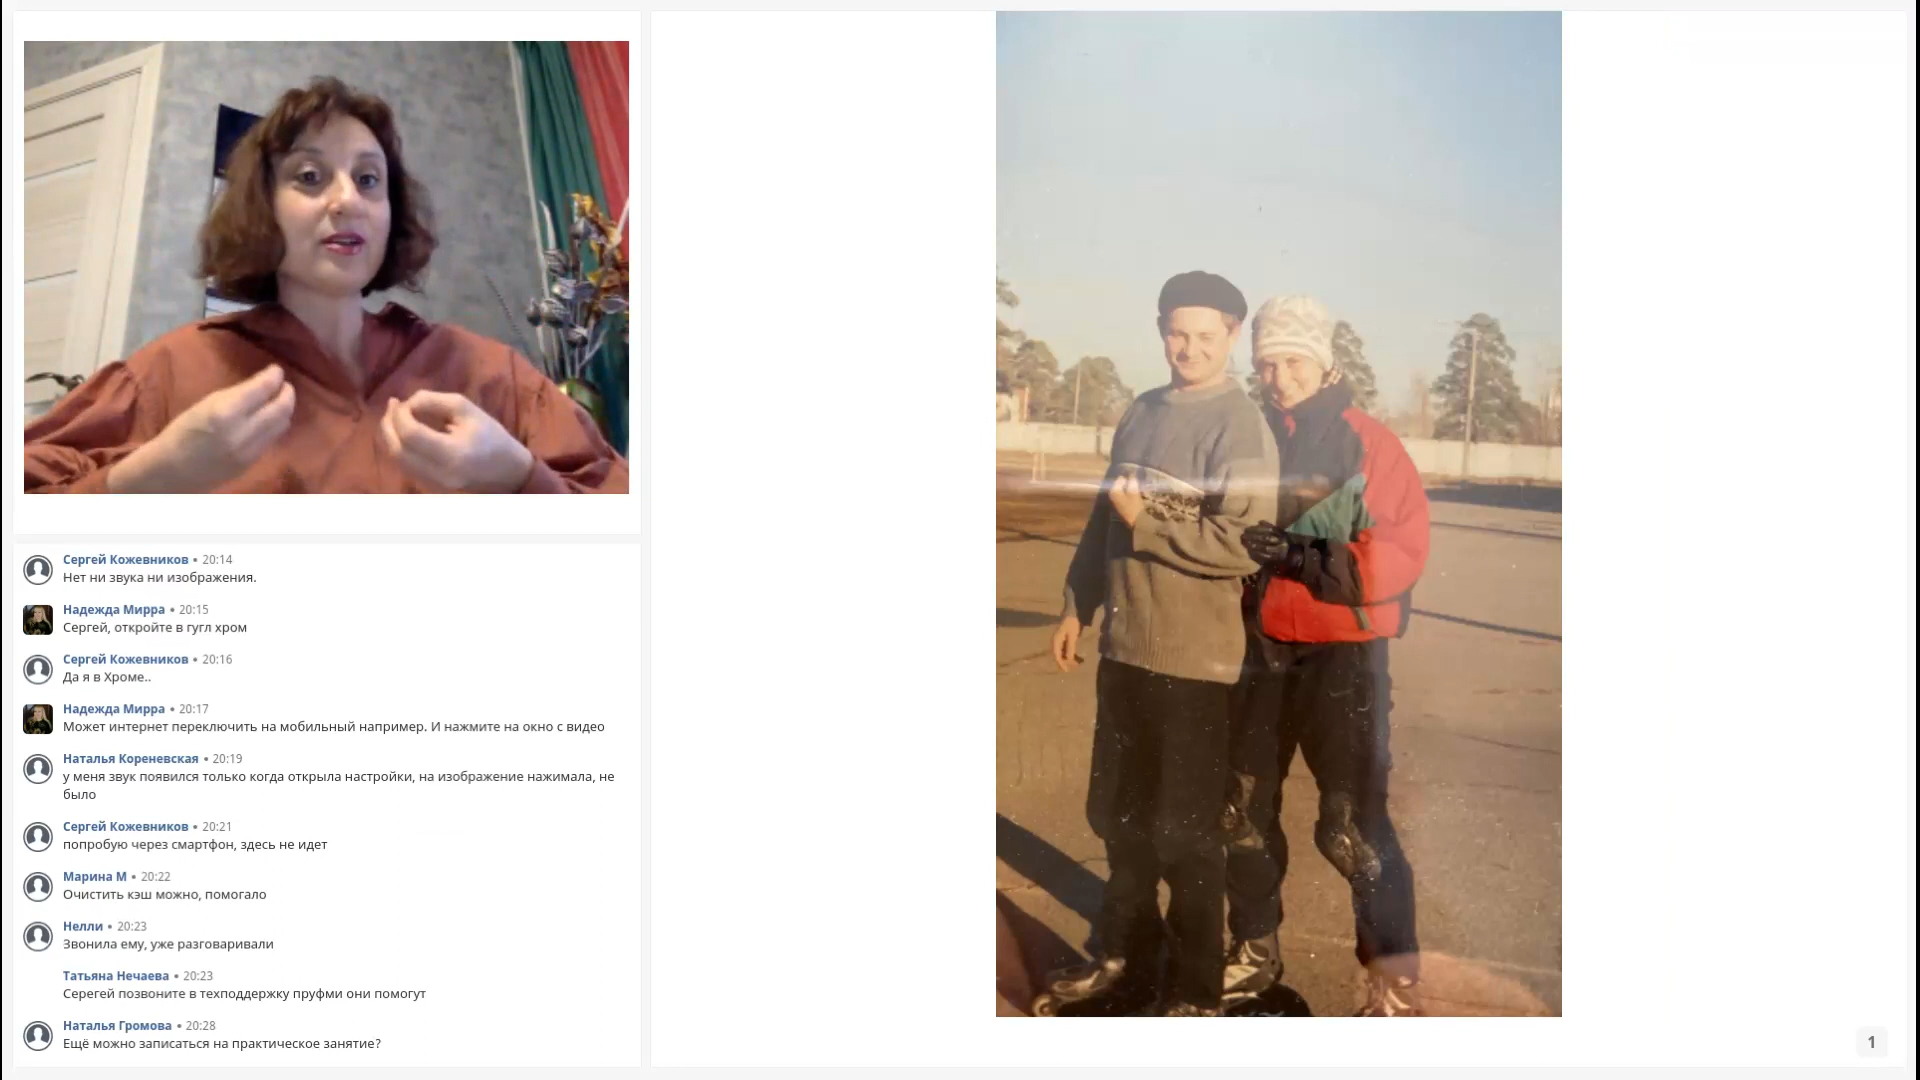 Сергей Кожевников • 20:14
Нет ни звука ни изображения.
Надежда Мирра • 20:15
Сергей, откройте в гугл хром
Сергей Кожевников • 20:16
Да я в Хроме..
Надежда Мирра • 20:17
Может интернет переключить на мобильный например. И нажмите на окно с видео
Наталья Кореневская • 20:19
у меня звук появился только когда открыла настройки, на изображение нажимала, не
было
Сергей Кожевников • 20:21
попробую через смартфон, здесь не идет
Марина М • 20:22
Очистить кэш можно, помогало
Нелли • 20:23
Звонила ему, уже разговаривали
Татьяна Нечаева • 20:23
Серегей позвоните в техподдержку пруфми они помогут
Наталья Громова • 20:28
Ещё можно записаться на практическое занятие?
1